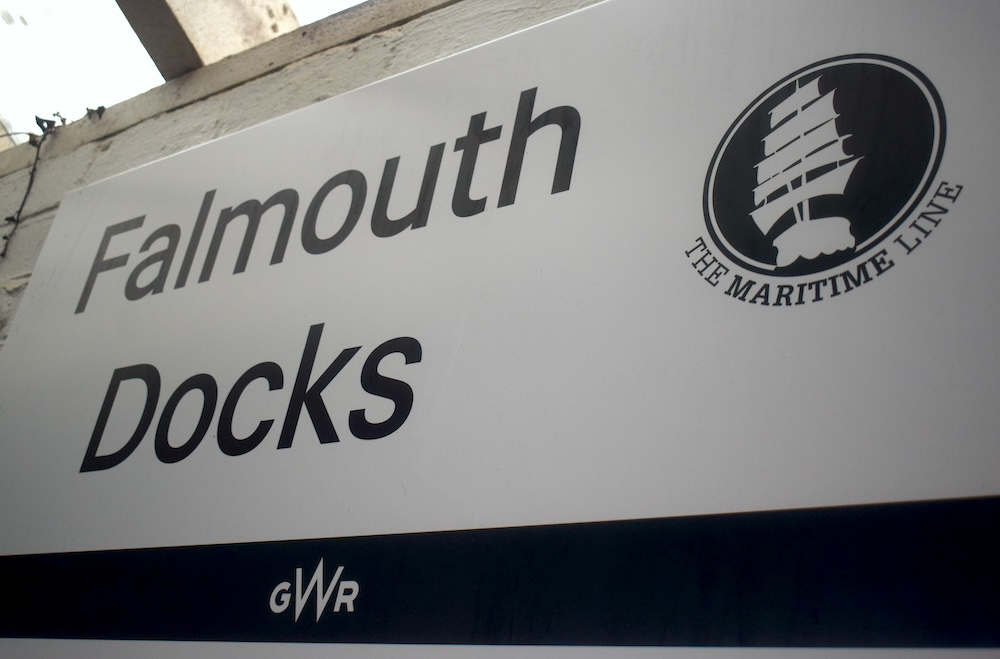 Falmouth
Docks
THE MARITIME LINE
GWR